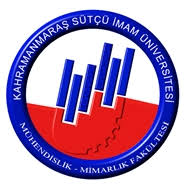 KAHRAMANMARAŞ SÜTÇÜ İMAM ÜNİVERSİTESİ
MÜHENDİSLİK - MİMARLIK FAKÜLTESİ